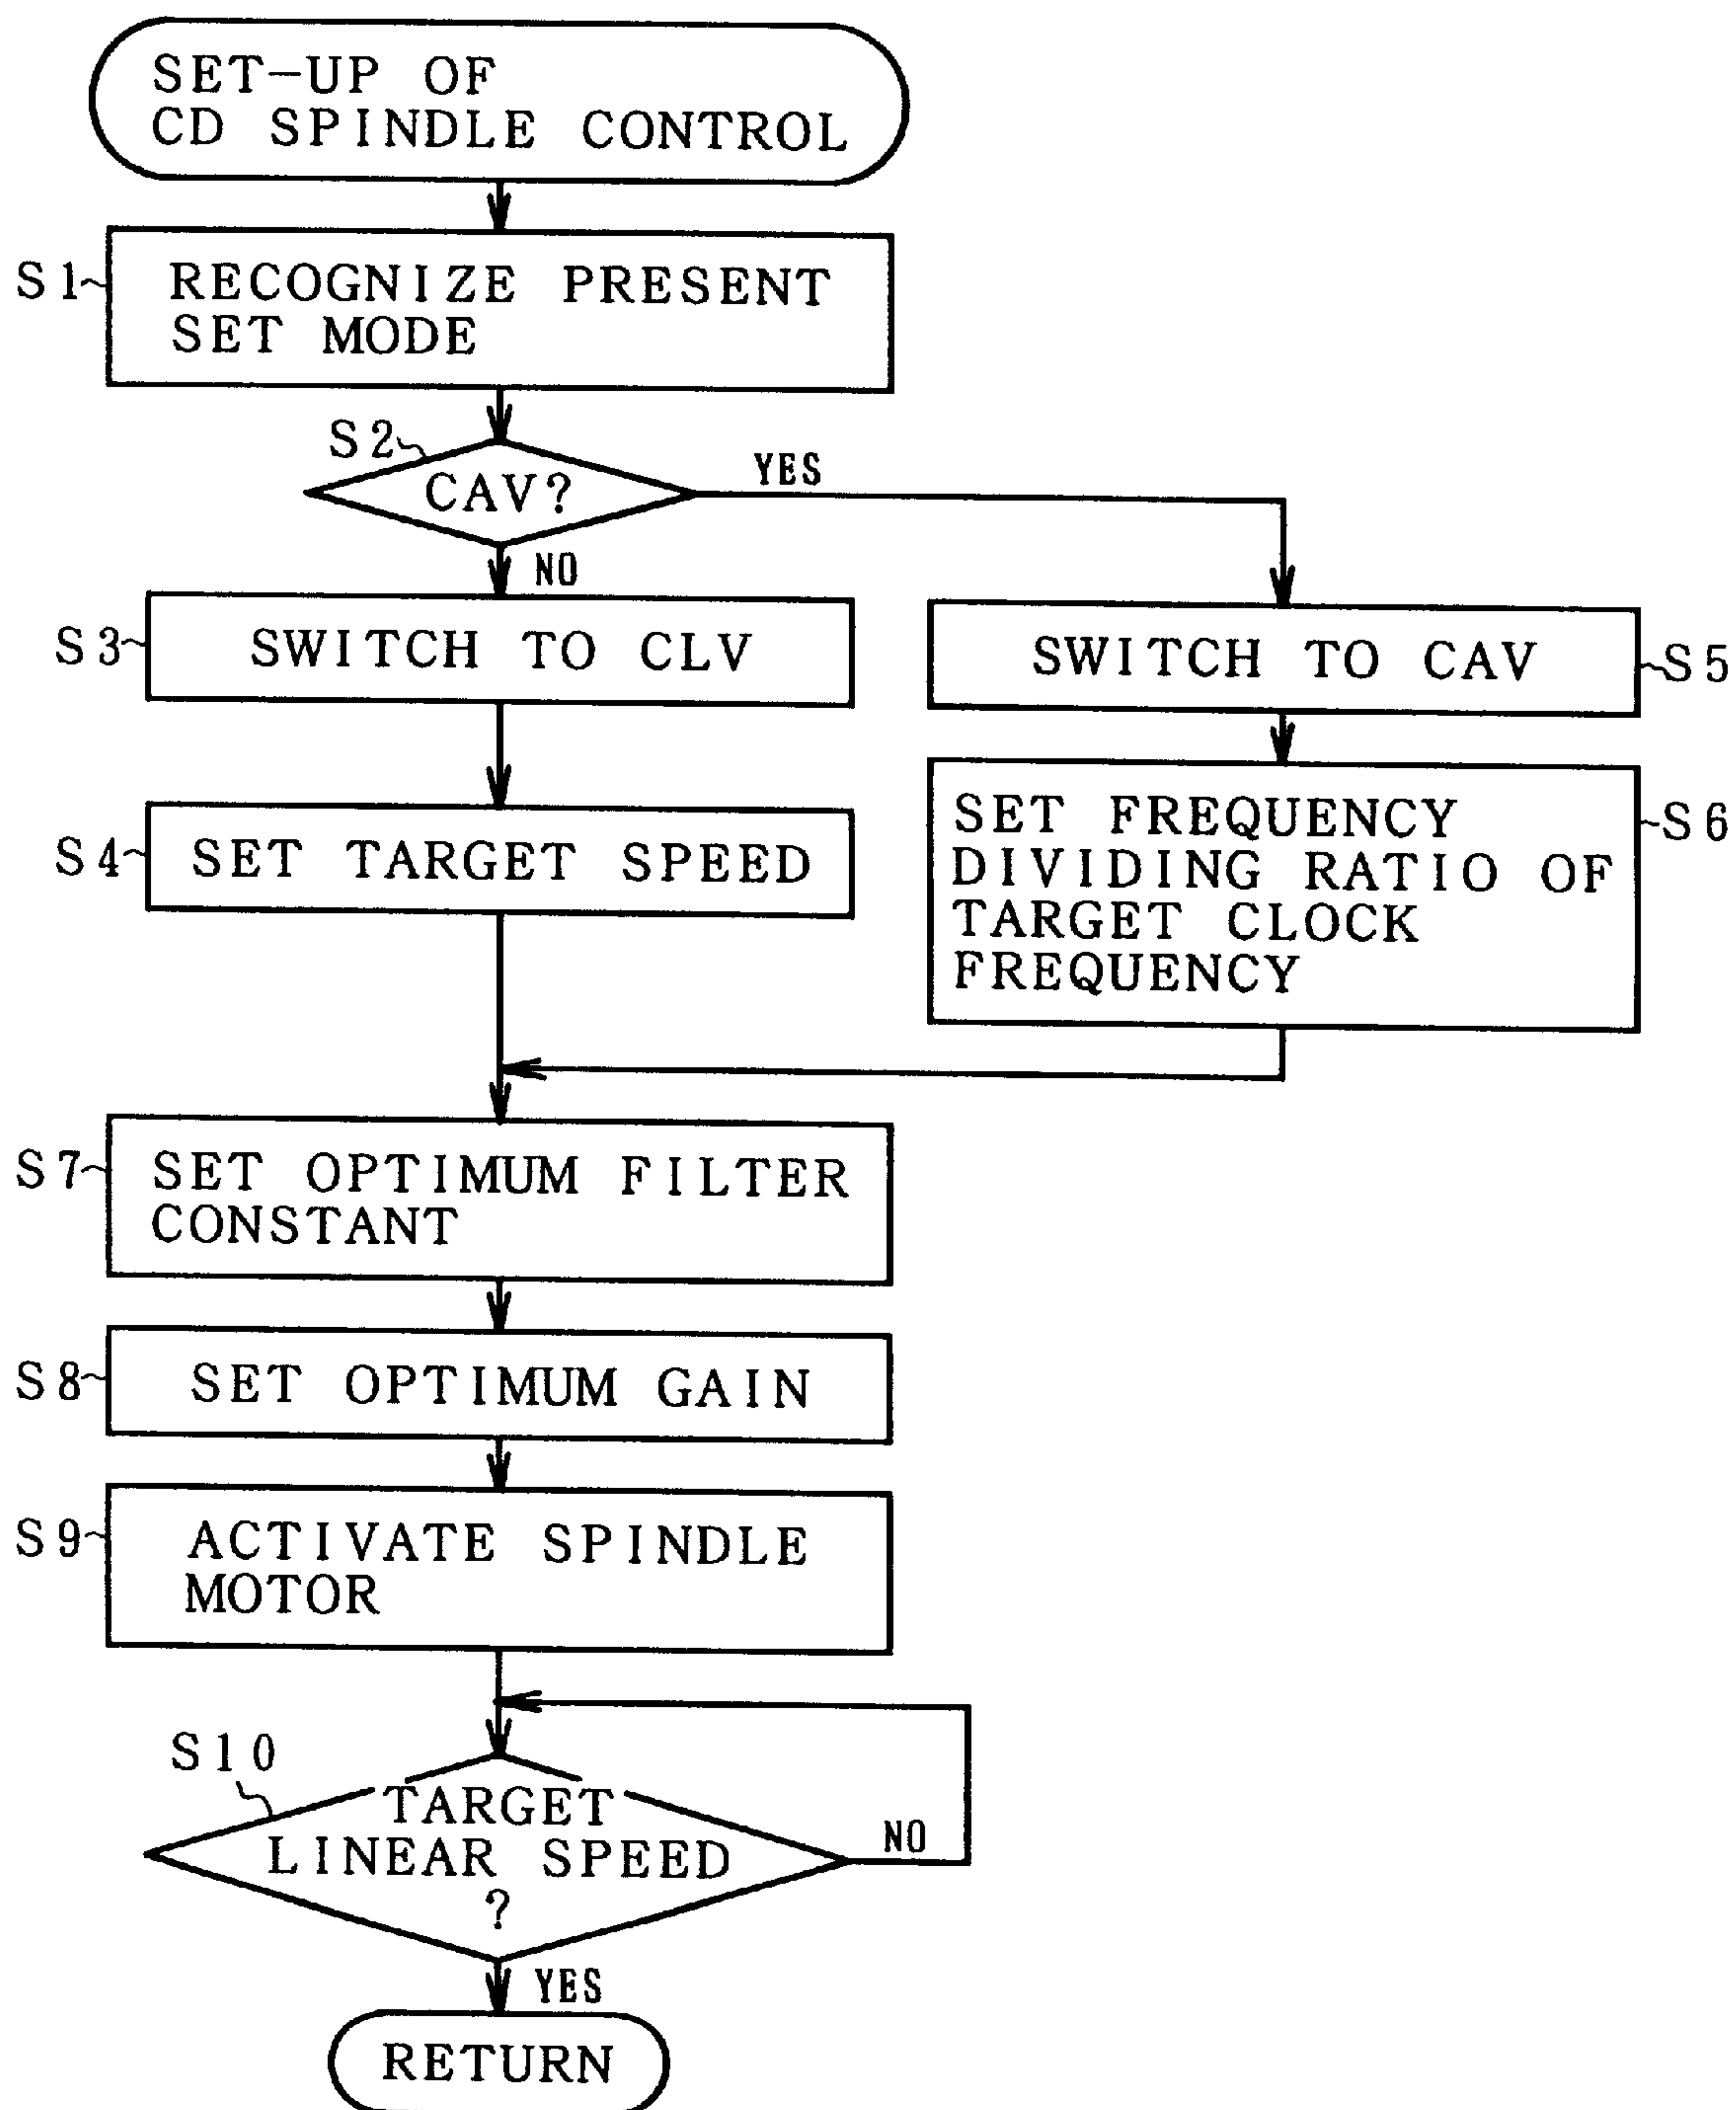 SET-UP OF
CD SPINDLE CONTROL
S1
RECOGNIZE PRESENT
SET MODE
S2
CAV?
YES
NO
S3
SWITCH TO CLV
SWITCH TO CAV
S5
S4
SET TARGET SPEED
SET FREQUENCY
DIVIDING RATIO OF
TARGET CLOCK
FREQUENCY
S6
S7
SET OPTIMUM FILTER
CONSTANT
S8
SET OPTIMUM GAIN
S9
ACTIVATE SPINDLE
MOTOR
S10
TARGET
LINEAR SPEED
?
NO
YES
RETURN